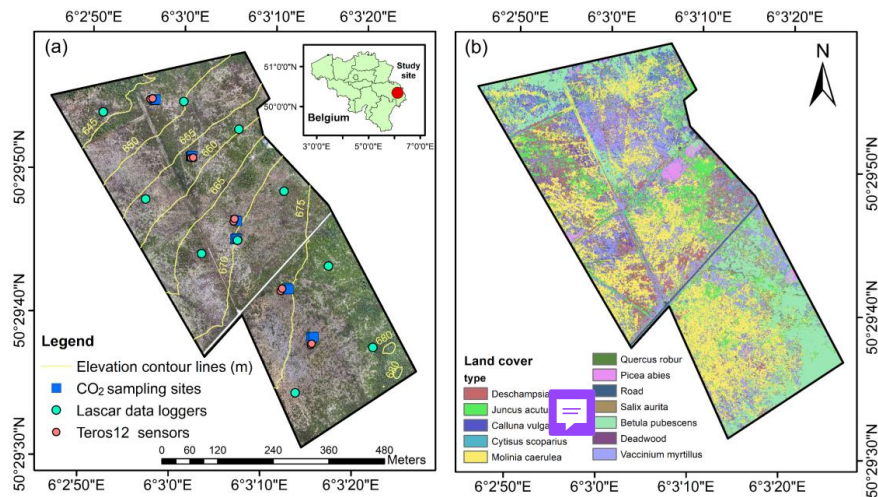 6°2'50"E 6°3'0"E 6°3'10"E 6°3'20"E
(a)
Study
site
51°0'0"N
50°0'0"N
Belgium
3°0'0"E 5°0'0"E 7°0'0"E
645
650
655
660
665
670
675
680
50°29'50"N
50°29'40"N
50°29'30"N
Legend
Elevation contour lines (m)
CO2 sampling sites
Lascar data loggers
Teros12 sensors
0 60 120 240 360 480
Meters
6°2'50"E 6°3'0"E 6°3'10"E 6°3'20"E
6°2'50"E 6°3'0"E 6°3'10"E 6°3'20"E
(b)
N
50°29'50"N
50°29'40"N
50°29'30"N
Land cover
type
Deschampsia
Juncus
Calluna
Cytisus scoparius
Molinia caerulea
Quercus robur
Picea abies
Road
Salix aurita
Betula pubescens
Deadwood
Vaccinium myrtillus
6°2'50"E 6°3'0"E 6°3'10"E 6°3'20"E